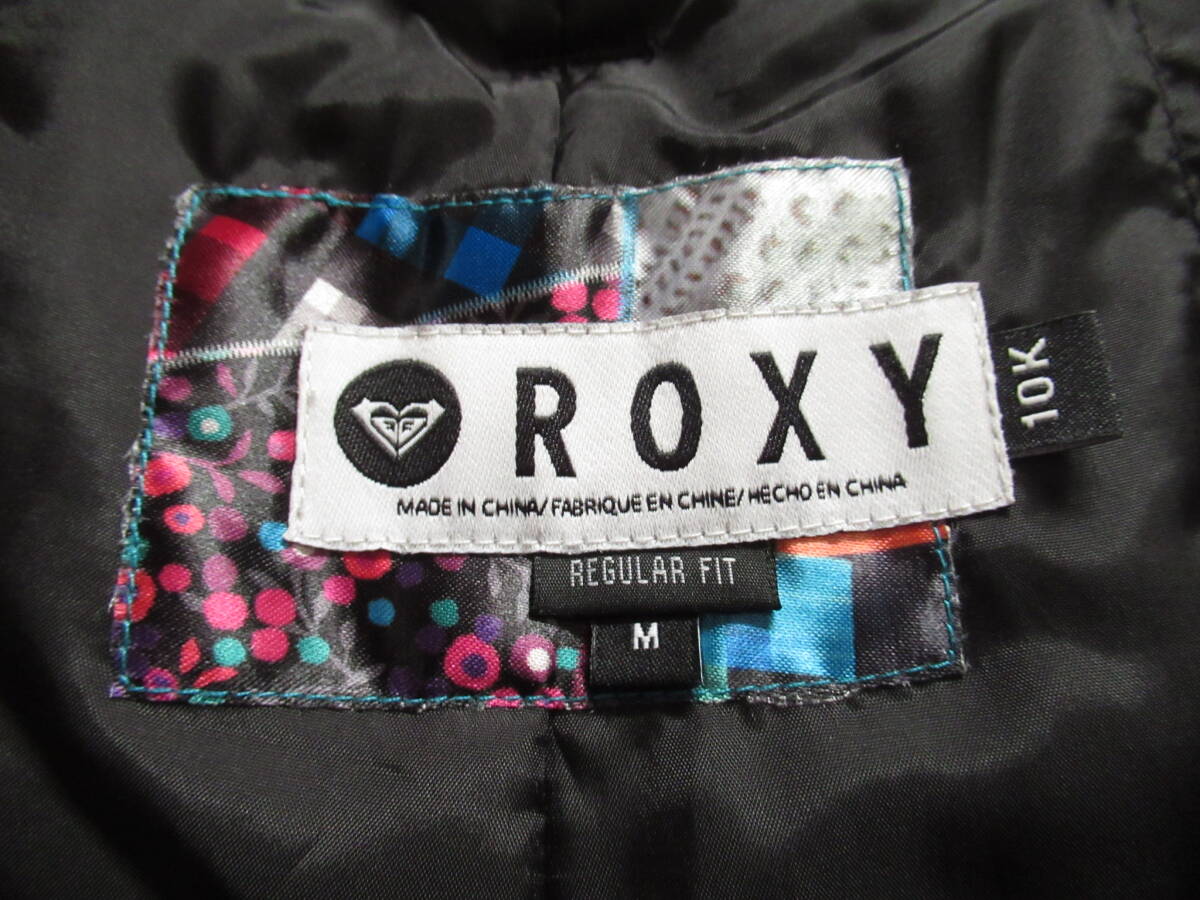 ROXY
MADE IN CHINA/FABRIQUE EN CHINE/HECHO EN CHINA
10K
REGULAR FIT
M